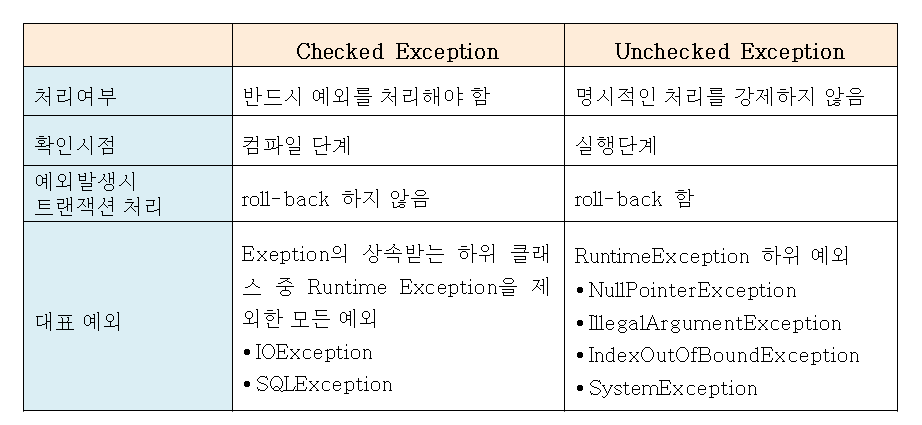 Checked Exception
Unchecked Exception
처리여부
반드시 예외를 처리해야 함
명시적인 처리를 강제하지 않음
확인시점
컴파일 단계
실행단계
예외발생시
트랜잭션 처리
roll-back 하지 않음
roll-back 함
대표 예외
Exeption의 상속받는 하위 클래
스 중 Runtime Exception을 제
외한 모든 예외
•IOException
•SQLException
RuntimeException 하위 예외
•NullPointerException
•IllegalArgumentException
•IndexOutOfBoundException
•SystemException